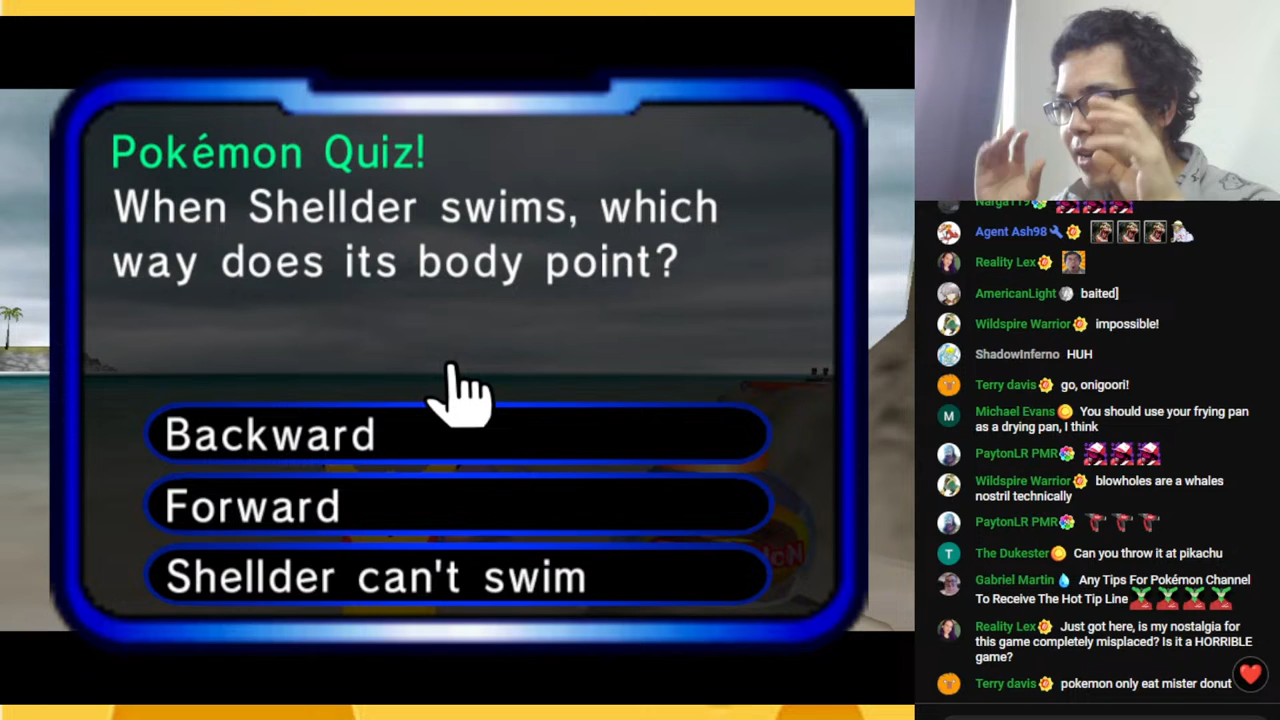 Pokémon Quiz!
When Shellder swims, which
way does its body point?
Backward
Forward
Shellder can't swim
Agent Ash98
Reality Lex
AmericanLight baited]
Wildspire Warrior impossible!
ShadowInferno HUH
Terry davis go, onigoori!
Michael Evans You should use your frying pan
as a drying pan, I think
PaytonLR PMR
Wildspire Warrior blowholes are a whales
nostril technically
PaytonLR PMR
The Dukester Can you throw it at pikachu
Gabriel Martin Any Tips For Pokémon Channel
To Receive The Hot Tip Line
Reality Lex Just got here, is my nostalgia for
this game completely misplaced? Is it a HORRIBLE
game?
Terry davis pokemon only eat mister donut